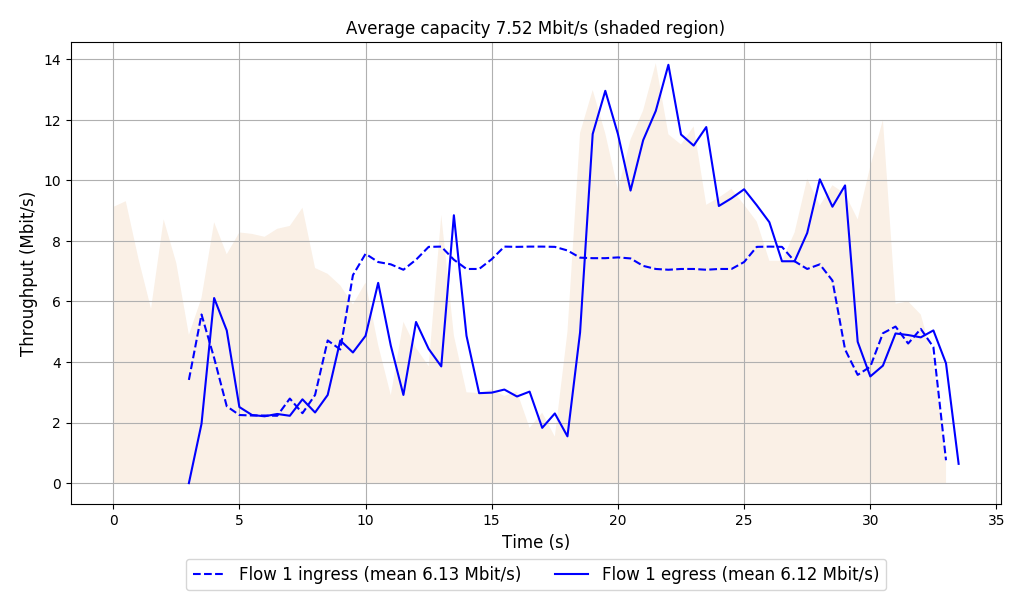 Average capacity 7.52 Mbit/s (shaded region)
Throughput (Mbit/s)
14
12
10
8
6
4
2
0
0 5 10 15 20 25 30 35
Time (s)
Flow 1 ingress (mean 6.13 Mbit/s) Flow 1 egress (mean 6.12 Mbit/s)